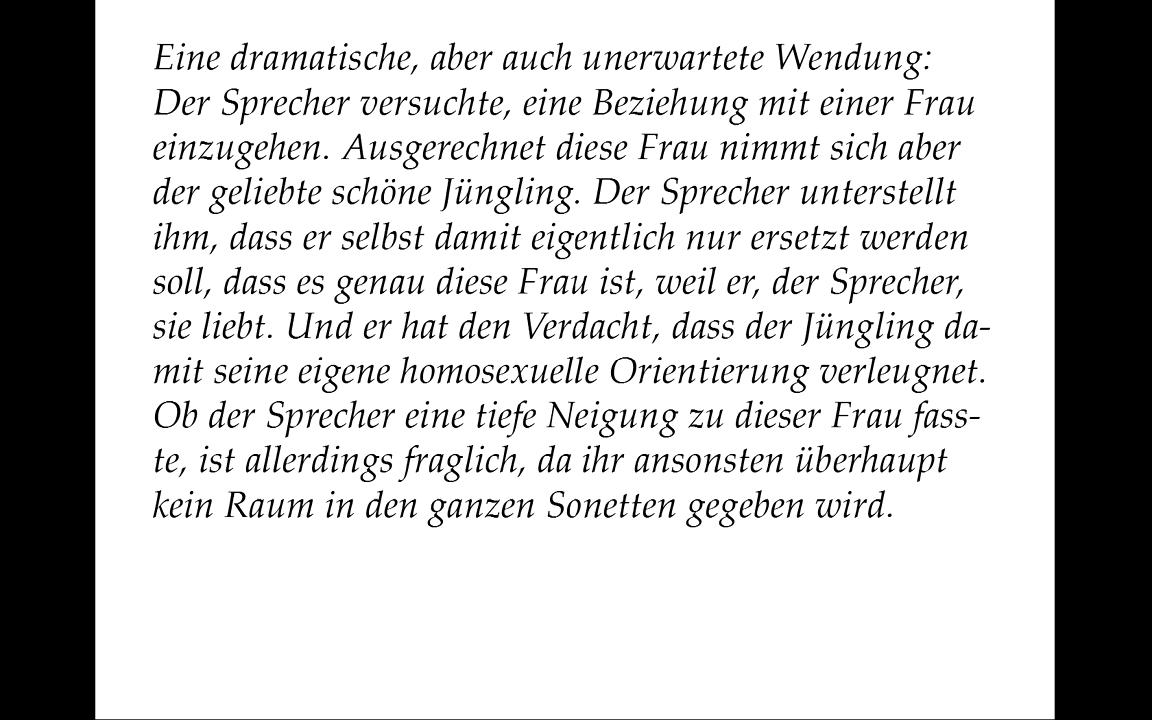 Eine dramatische, aber auch unerwartete Wendung:
Der Sprecher versuchte, eine Beziehung mit einer Frau
einzugehen. Ausgerechnet diese Frau nimmt sich aber
der geliebte schöne Jüngling. Der Sprecher unterstellt
ihm, dass er selbst damit eigentlich nur ersetzt werden
soll, dass es genau diese Frau ist, weil er, der Sprecher,
sie liebt. Und er hat den Verdacht, dass der Jüngling da-
mit seine eigene homosexuelle Orientierung verleugnet.
Ob der Sprecher eine tiefe Neigung zu dieser Frau fass-
te, ist allerdings fraglich, da ihr ansonsten überhaupt
kein Raum in den ganzen Sonetten gegeben wird.